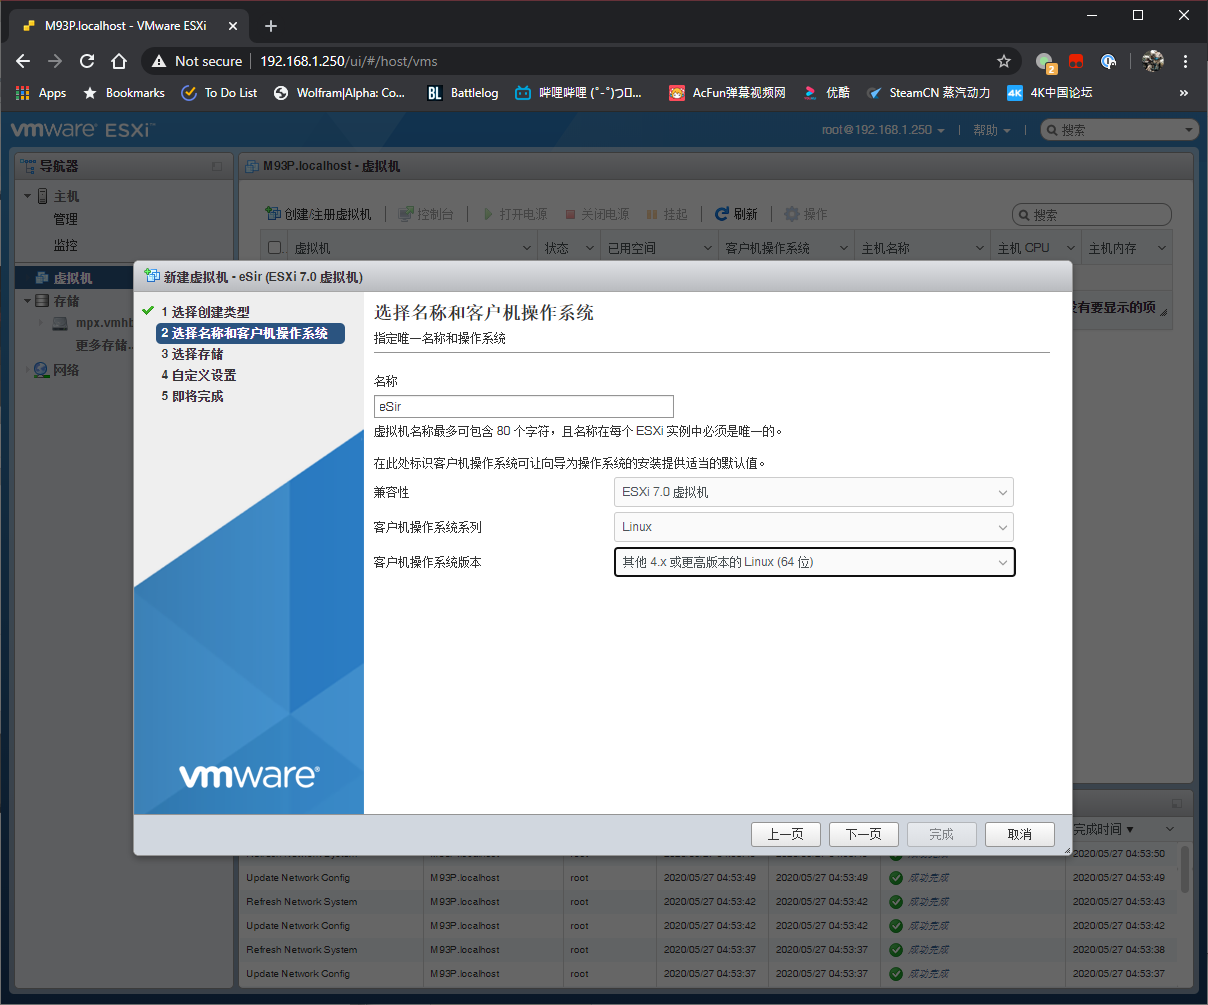 M93P.localhost - VMware ESXi
Not secure 192.168.1.250/ui/#/host/vms
2
Apps Bookmarks To Do List Wolfram|Alpha: Co... BL Battlelog 哔哩哔哩 (゜-゜)つロ... AcFun弹幕视频网 优酷 SteamCN 蒸汽动力 4K 4K中国论坛 »
vmware ESXi™
root@192.168.1.250 | 帮助 | 搜索
导航器
主机
管理
监控
虚拟机
存储
mpx.vmhb
更多存储..
网络
M93P.localhost - 虚拟机
创建/注册虚拟机 控制台 打开电源 关闭电源 挂起 刷新 操作 搜索
虚拟机 状态 已用空间 客户机操作系统 主机名称 主机 CPU 主机内存
有要显示的项
新建虚拟机 - eSir (ESXi 7.0 虚拟机)
1 选择创建类型
2 选择名称和客户机操作系统
3 选择存储
4 自定义设置
5 即将完成
vmware®
选择名称和客户机操作系统
指定唯一名称和操作系统
名称
eSir
虚拟机名称最多可包含 80 个字符，且名称在每个 ESXi 实例中必须是唯一的。
在此处标识客户机操作系统可让向导为操作系统的安装提供适当的默认值。
兼容性 ESXi 7.0 虚拟机
客户机操作系统系列 Linux
客户机操作系统版本 其他 4.x 或更高版本的 Linux (64 位)
上一页 下一页 完成 取消
完成时间 ▼
Refresh Network System M93P.localhost root 2020/05/27 04:53:50
Update Network Config M93P.localhost root 2020/05/27 04:53:49 2020/05/27 04:53:49 成功完成 2020/05/27 04:53:49
Refresh Network System M93P.localhost root 2020/05/27 04:53:42 2020/05/27 04:53:42 成功完成 2020/05/27 04:53:43
Update Network Config M93P.localhost root 2020/05/27 04:53:42 2020/05/27 04:53:42 成功完成 2020/05/27 04:53:42
Refresh Network System M93P.localhost root 2020/05/27 04:53:37 2020/05/27 04:53:37 成功完成 2020/05/27 04:53:38
Update Network Config M93P.localhost root 2020/05/27 04:53:37 2020/05/27 04:53:37 成功完成 2020/05/27 04:53:37